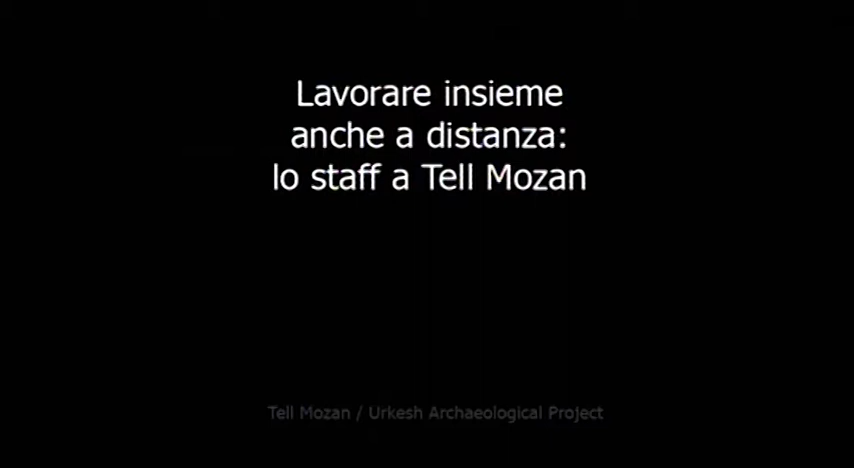 Lavorare insieme
anche a distanza:
lo staff a Tell Mozan
Tell Mozan / Urkesh Archaeological Project